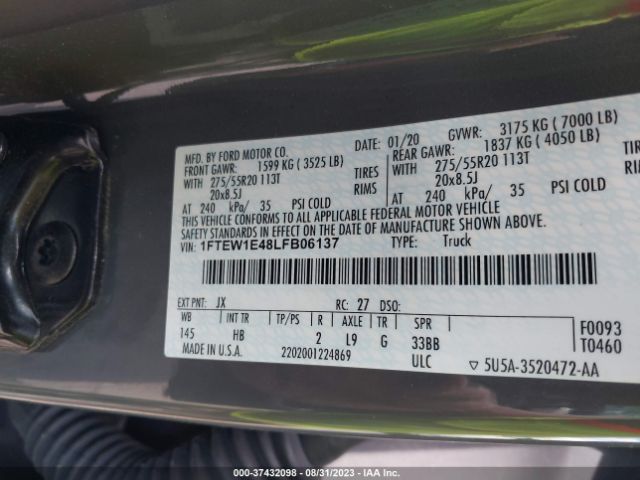 MFD. BY FORD MOTOR CO. DATE: 01/20 GVWR: 3175 KG ( 7000 LB)
FRONT GAWR: 1599 KG ( 3525 LB) REAR GAWR: 1837 KG ( 4050 LB)
WITH 275/55R20 113T TIRES WITH 275/55R20 113T TIRE
20x8.5J RIMS 20x8.5J RIMS
AT 240 kPa/ 35 PSI COLD AT 240 kPa/ 35 PSI COLD
THIS VEHICLE CONFORMS TO ALL APPLICABLE FEDERAL MOTOR VEHICLE
SAFETY STANDARDS IN EFFECT ON THE DATE OF MANUFACTURE SHOWN ABOVE.
VIN: 1FTEW1E48LFB06137 TYPE: Truck
EXT PNT: JX RC: 27 DSO:
WB INT TR TP/PS R AXLE TR SPR
145 HB 2 L9 G 33BB
MADE IN U.S.A. 2202001224869 ULC
F0093
T0460
▽ 5U5A-3520472-AA
000-37432098 - 08/31/2023 - IAA Inc.